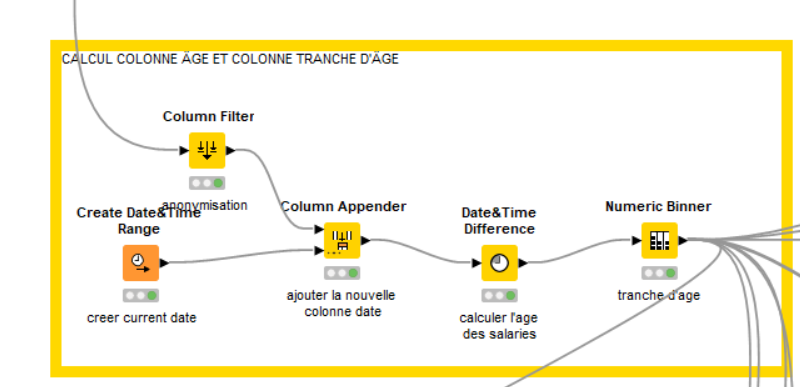 CALCUL COLONNE ÂGE ET COLONNE TRANCHE D'ÂGE
Column Filter
anonymisation
Create Date&Time
Range
creer current date
Column Appender
ajouter la nouvelle
colonne date
Date&Time
Difference
calculer l'age
des salaries
Numeric Binner
tranche d'age